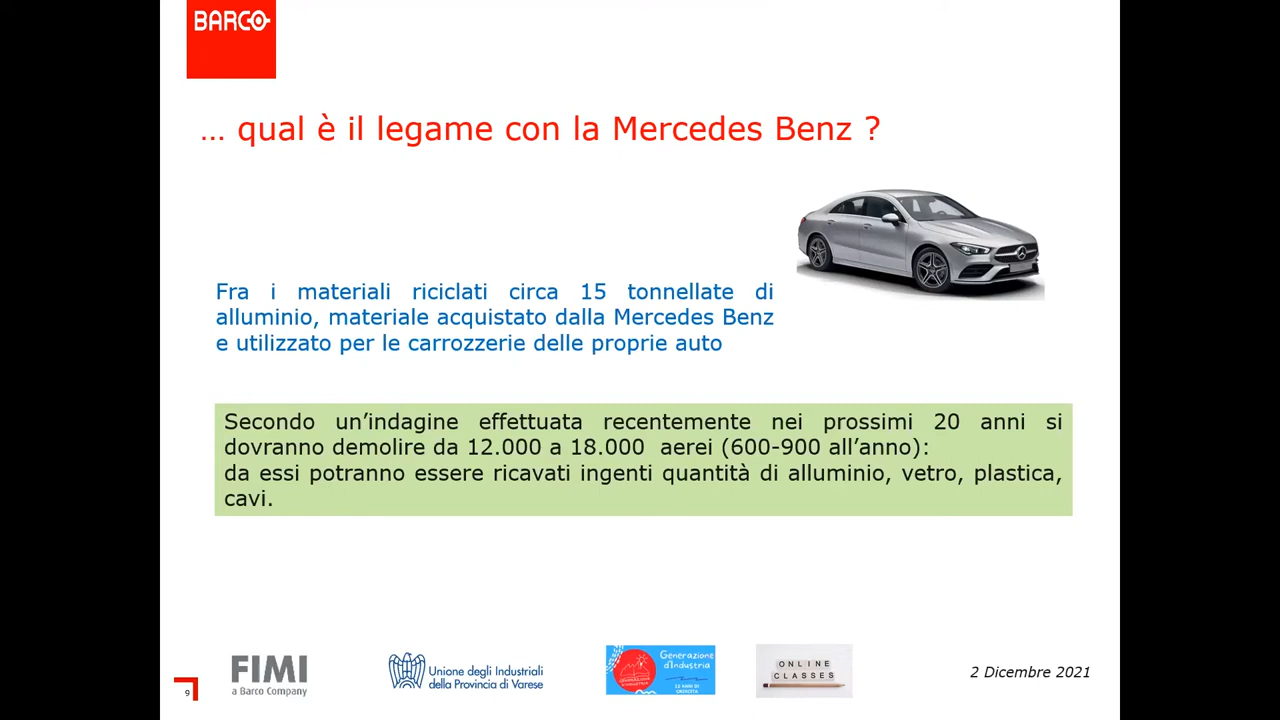 BARCO
… qual è il legame con la Mercedes Benz ?
Fra i materiali riciclati circa 15 tonnellate di
alluminio, materiale acquistato dalla Mercedes Benz
e utilizzato per le carrozzerie delle proprie auto
Secondo un’indagine effettuata recentemente nei prossimi 20 anni si
dovranno demolire da 12.000 a 18.000 aerei (600-900 all’anno):
da essi potranno essere ricavati ingenti quantità di alluminio, vetro, plastica,
cavi.
9
FIMI
a Barco Company
Unione degli Industriali
della Provincia di Varese
Generazione
d'Industria
ONLINE
CLASSES
2 Dicembre 2021